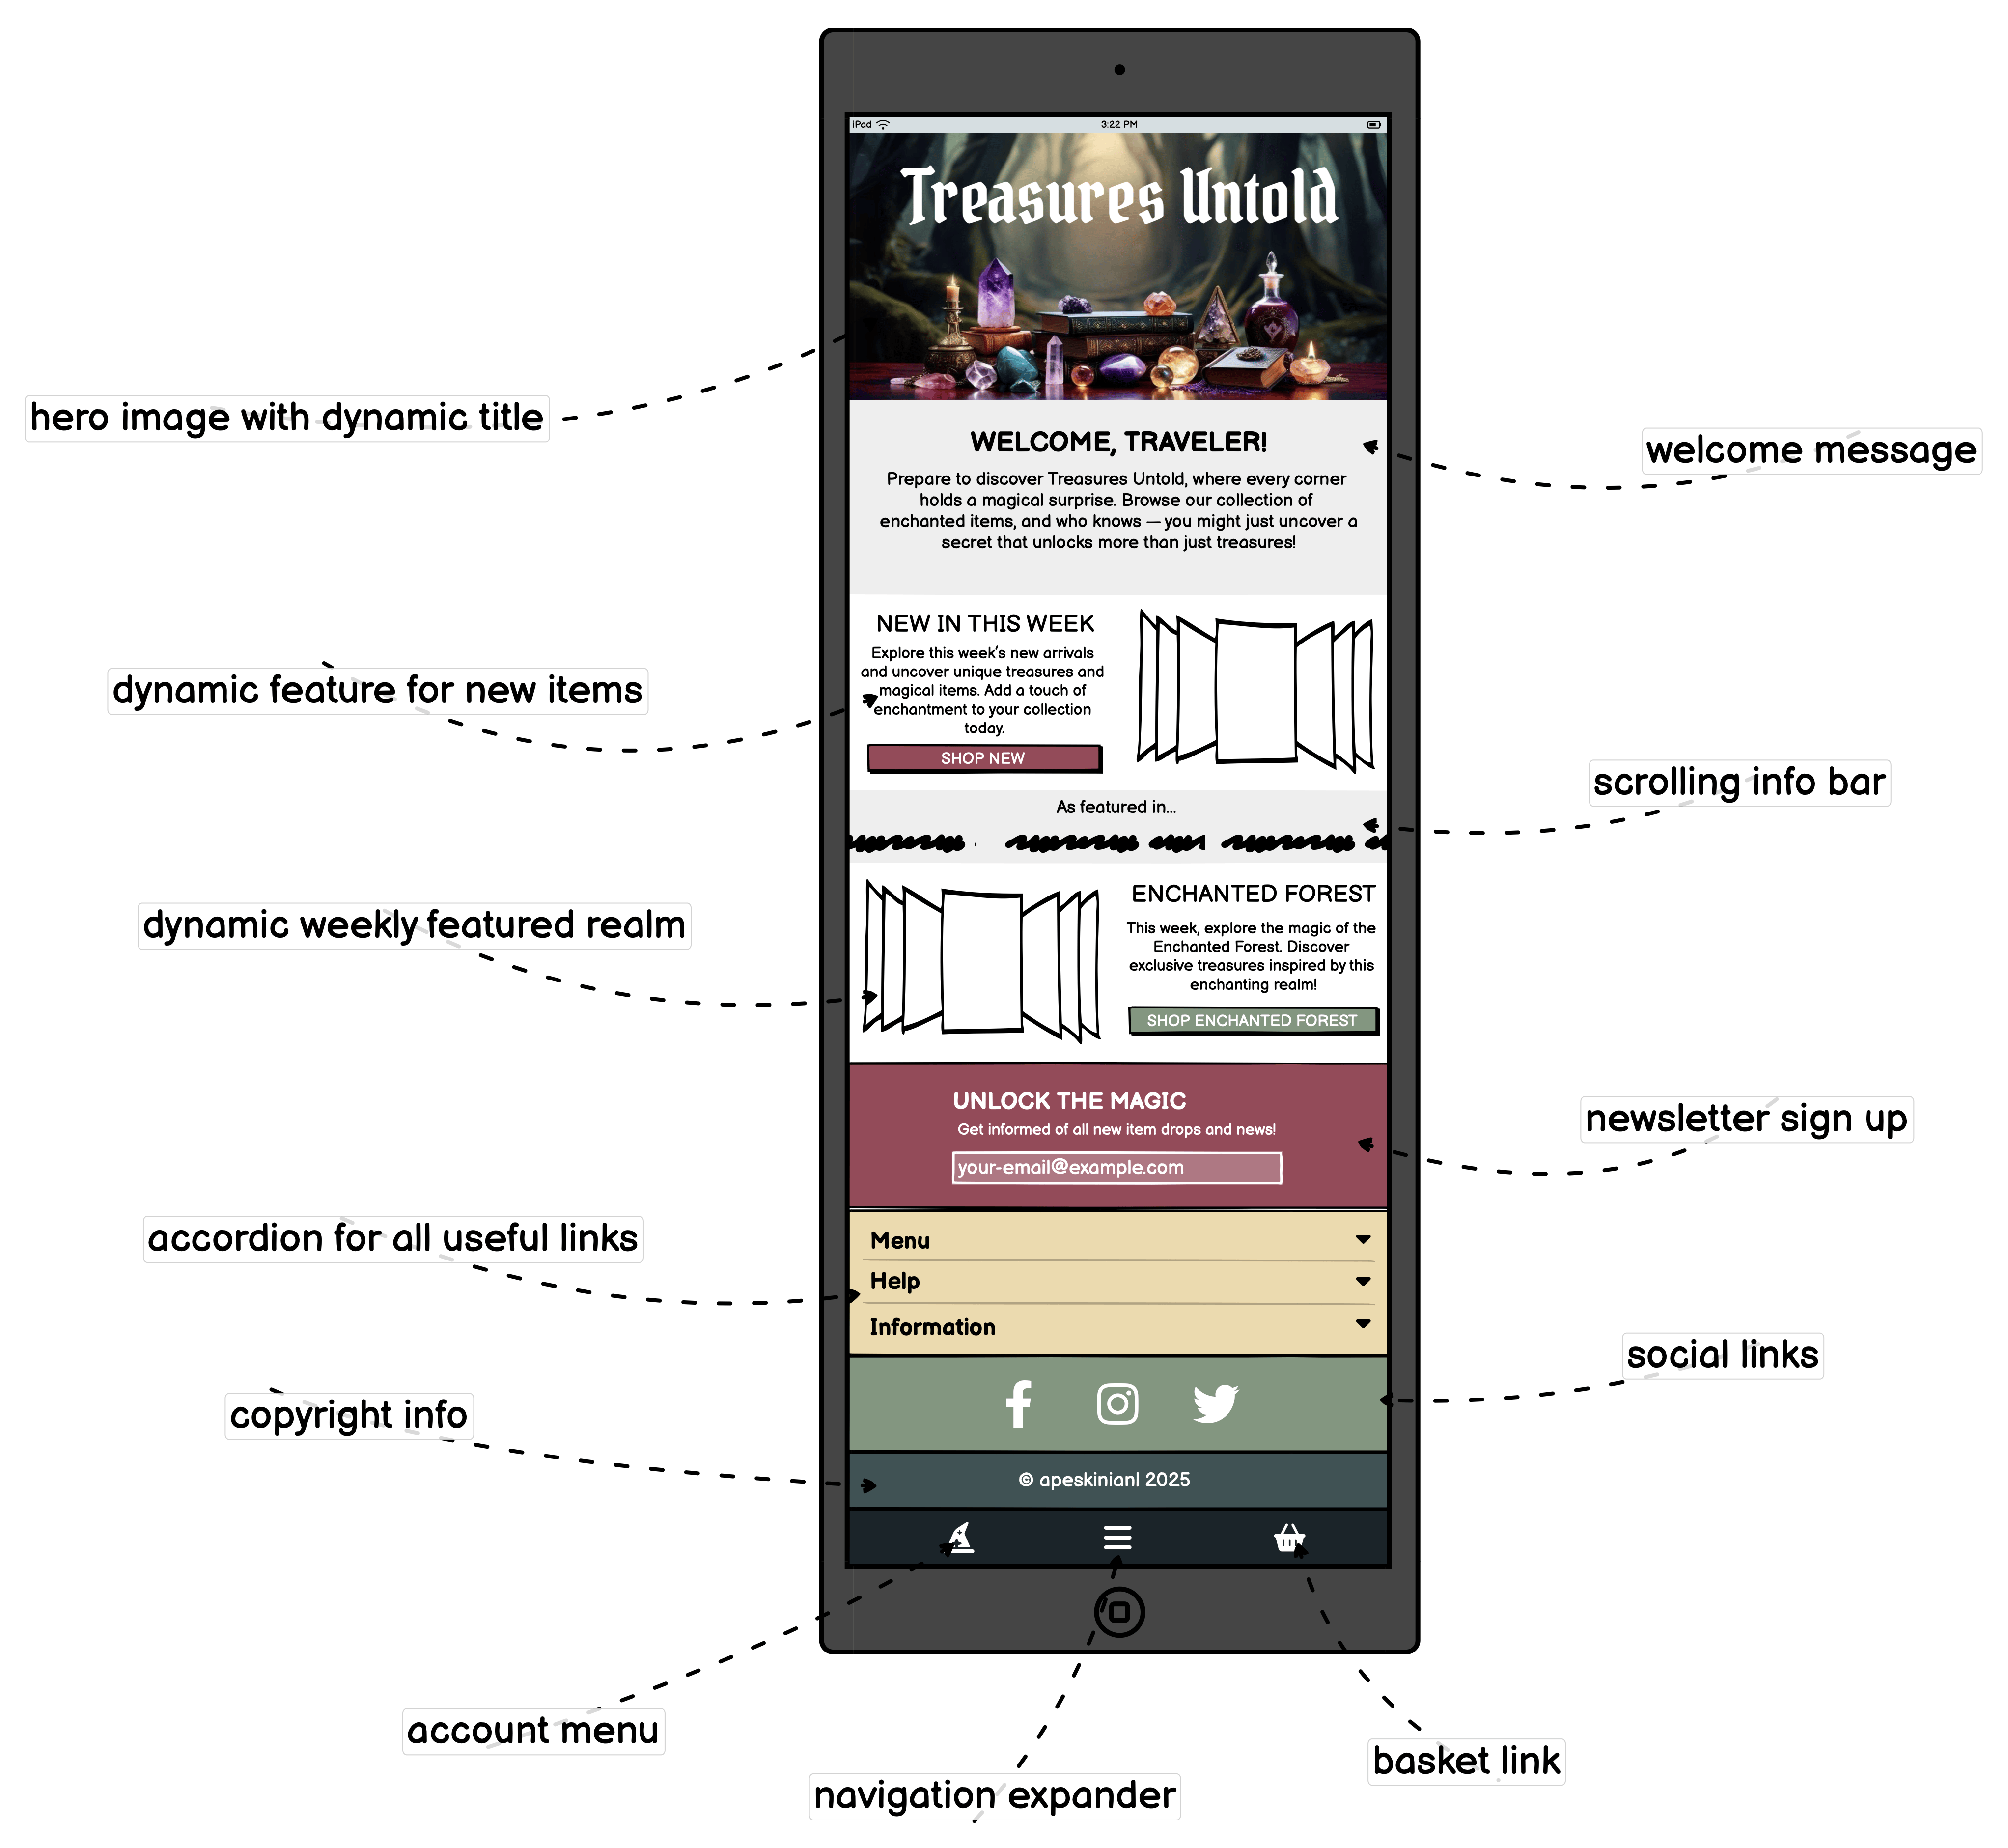 iPad
3:22 PM
Treasures Untold
hero image with dynamic title
WELCOME, TRAVELER!
welcome message
Prepare to discover Treasures Untold, where every corner
holds a magical surprise. Browse our collection of
enchanted items, and who knows — you might just uncover a
secret that unlocks more than just treasures!
NEW IN THIS WEEK
Explore this week's new arrivals
and uncover unique treasures and
magical items. Add a touch of
enchantment to your collection
today.
SHOP NEW
dynamic feature for new items
scrolling info bar
As featured in...
dynamic weekly featured realm
ENCHANTED FOREST
This week, explore the magic of the
Enchanted Forest. Discover
exclusive treasures inspired by this
enchanting realm!
SHOP ENCHANTED FOREST
UNLOCK THE MAGIC
Get informed of all new item drops and news!
your-email@example.com
newsletter sign up
accordion for all useful links
Menu
Help
Information
social links
copyright info
© apeskinianl 2025
account menu
navigation expander
basket link